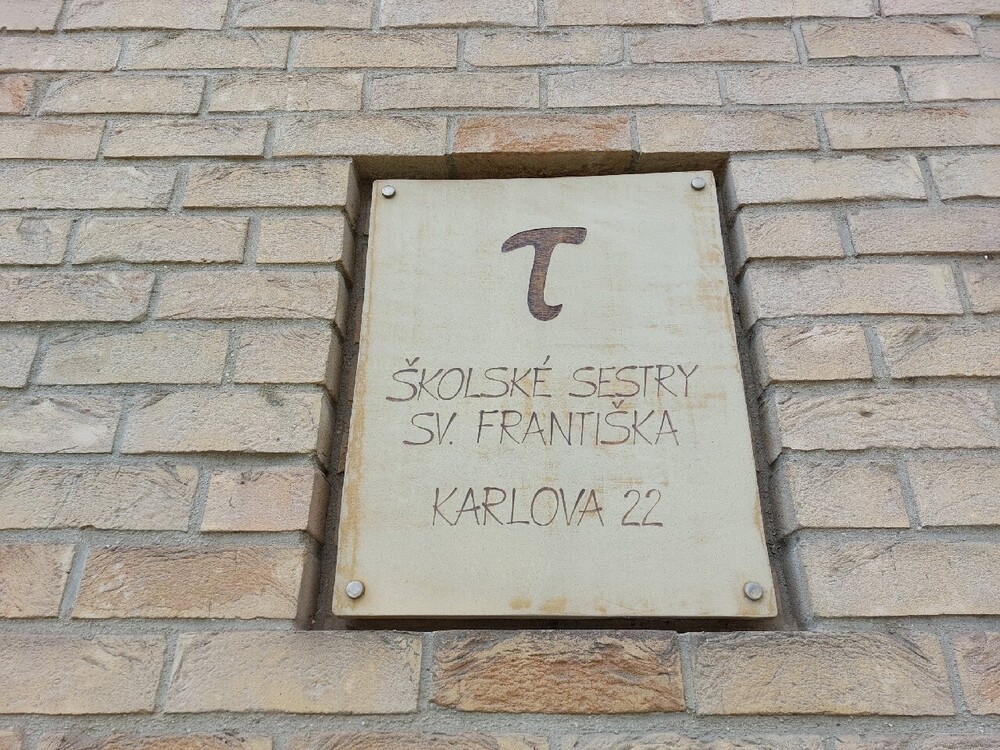 τ
ŠKOLSKÉ SESTRY
SV. FRANTIŠKA
KARLOVA 22